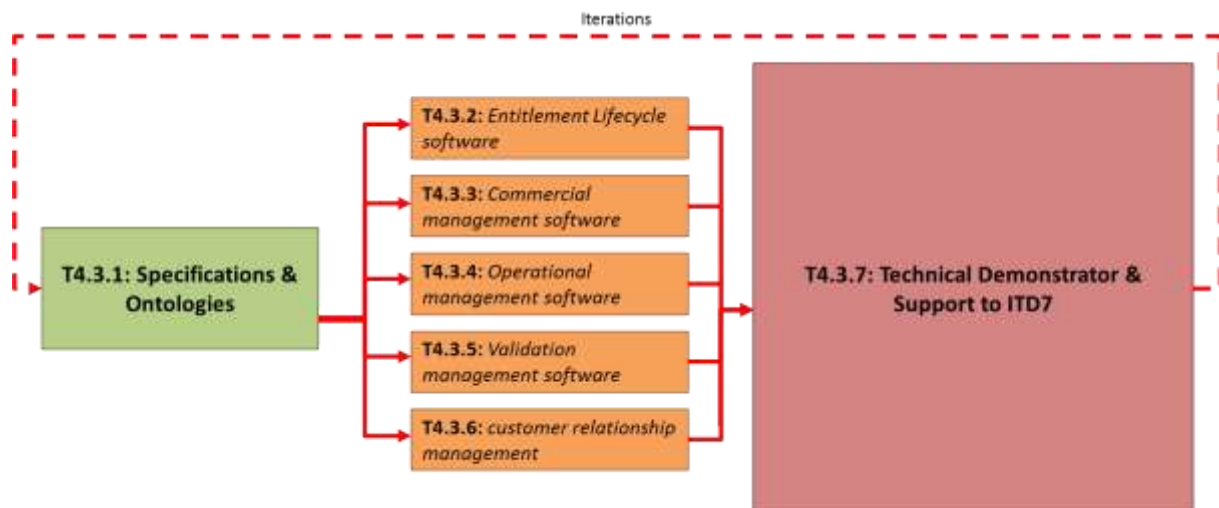 Iterations
T4.3.2: Entitlement Lifecycle
software
T4.3.3: Commercial
management software
T4.3.1: Specifications &
Ontologies
T4.3.4: Operational
management software
T4.3.7: Technical Demonstrator &
Support to ITD7
T4.3.5: Validation
management software
T4.3.6: customer relationship
management